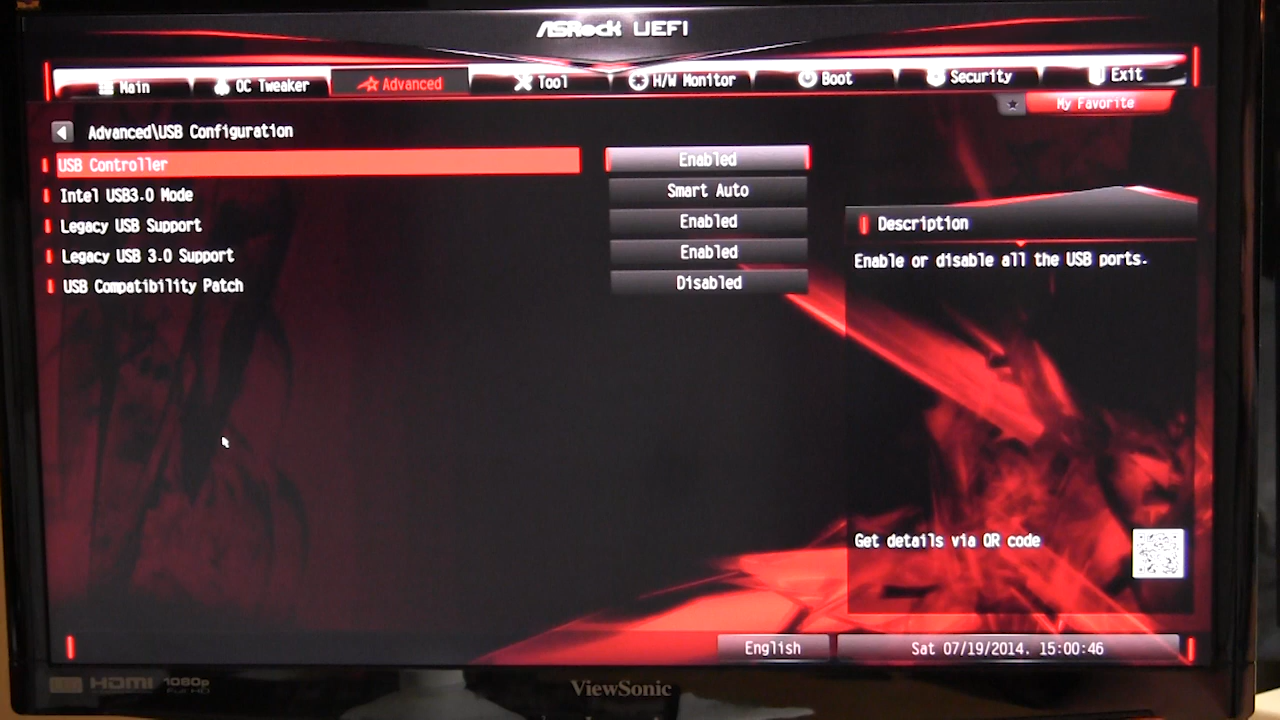 ASRock UEFI
Main
OC Tweaker
Advanced
Tool
H/W Monitor
Boot
Security
Exit
My Favorite
Advanced\USB Configuration
USB Controller Enabled
Intel USB3.0 Mode Smart Auto
Legacy USB Support Enabled
Legacy USB 3.0 Support Enabled
USB Compatibility Patch Disabled
Description
Enable or disable all the USB ports.
Get details via QR code
English
Sat 07/19/2014. 15:00:46
HDMI 1080p
Full HD
ViewSonic